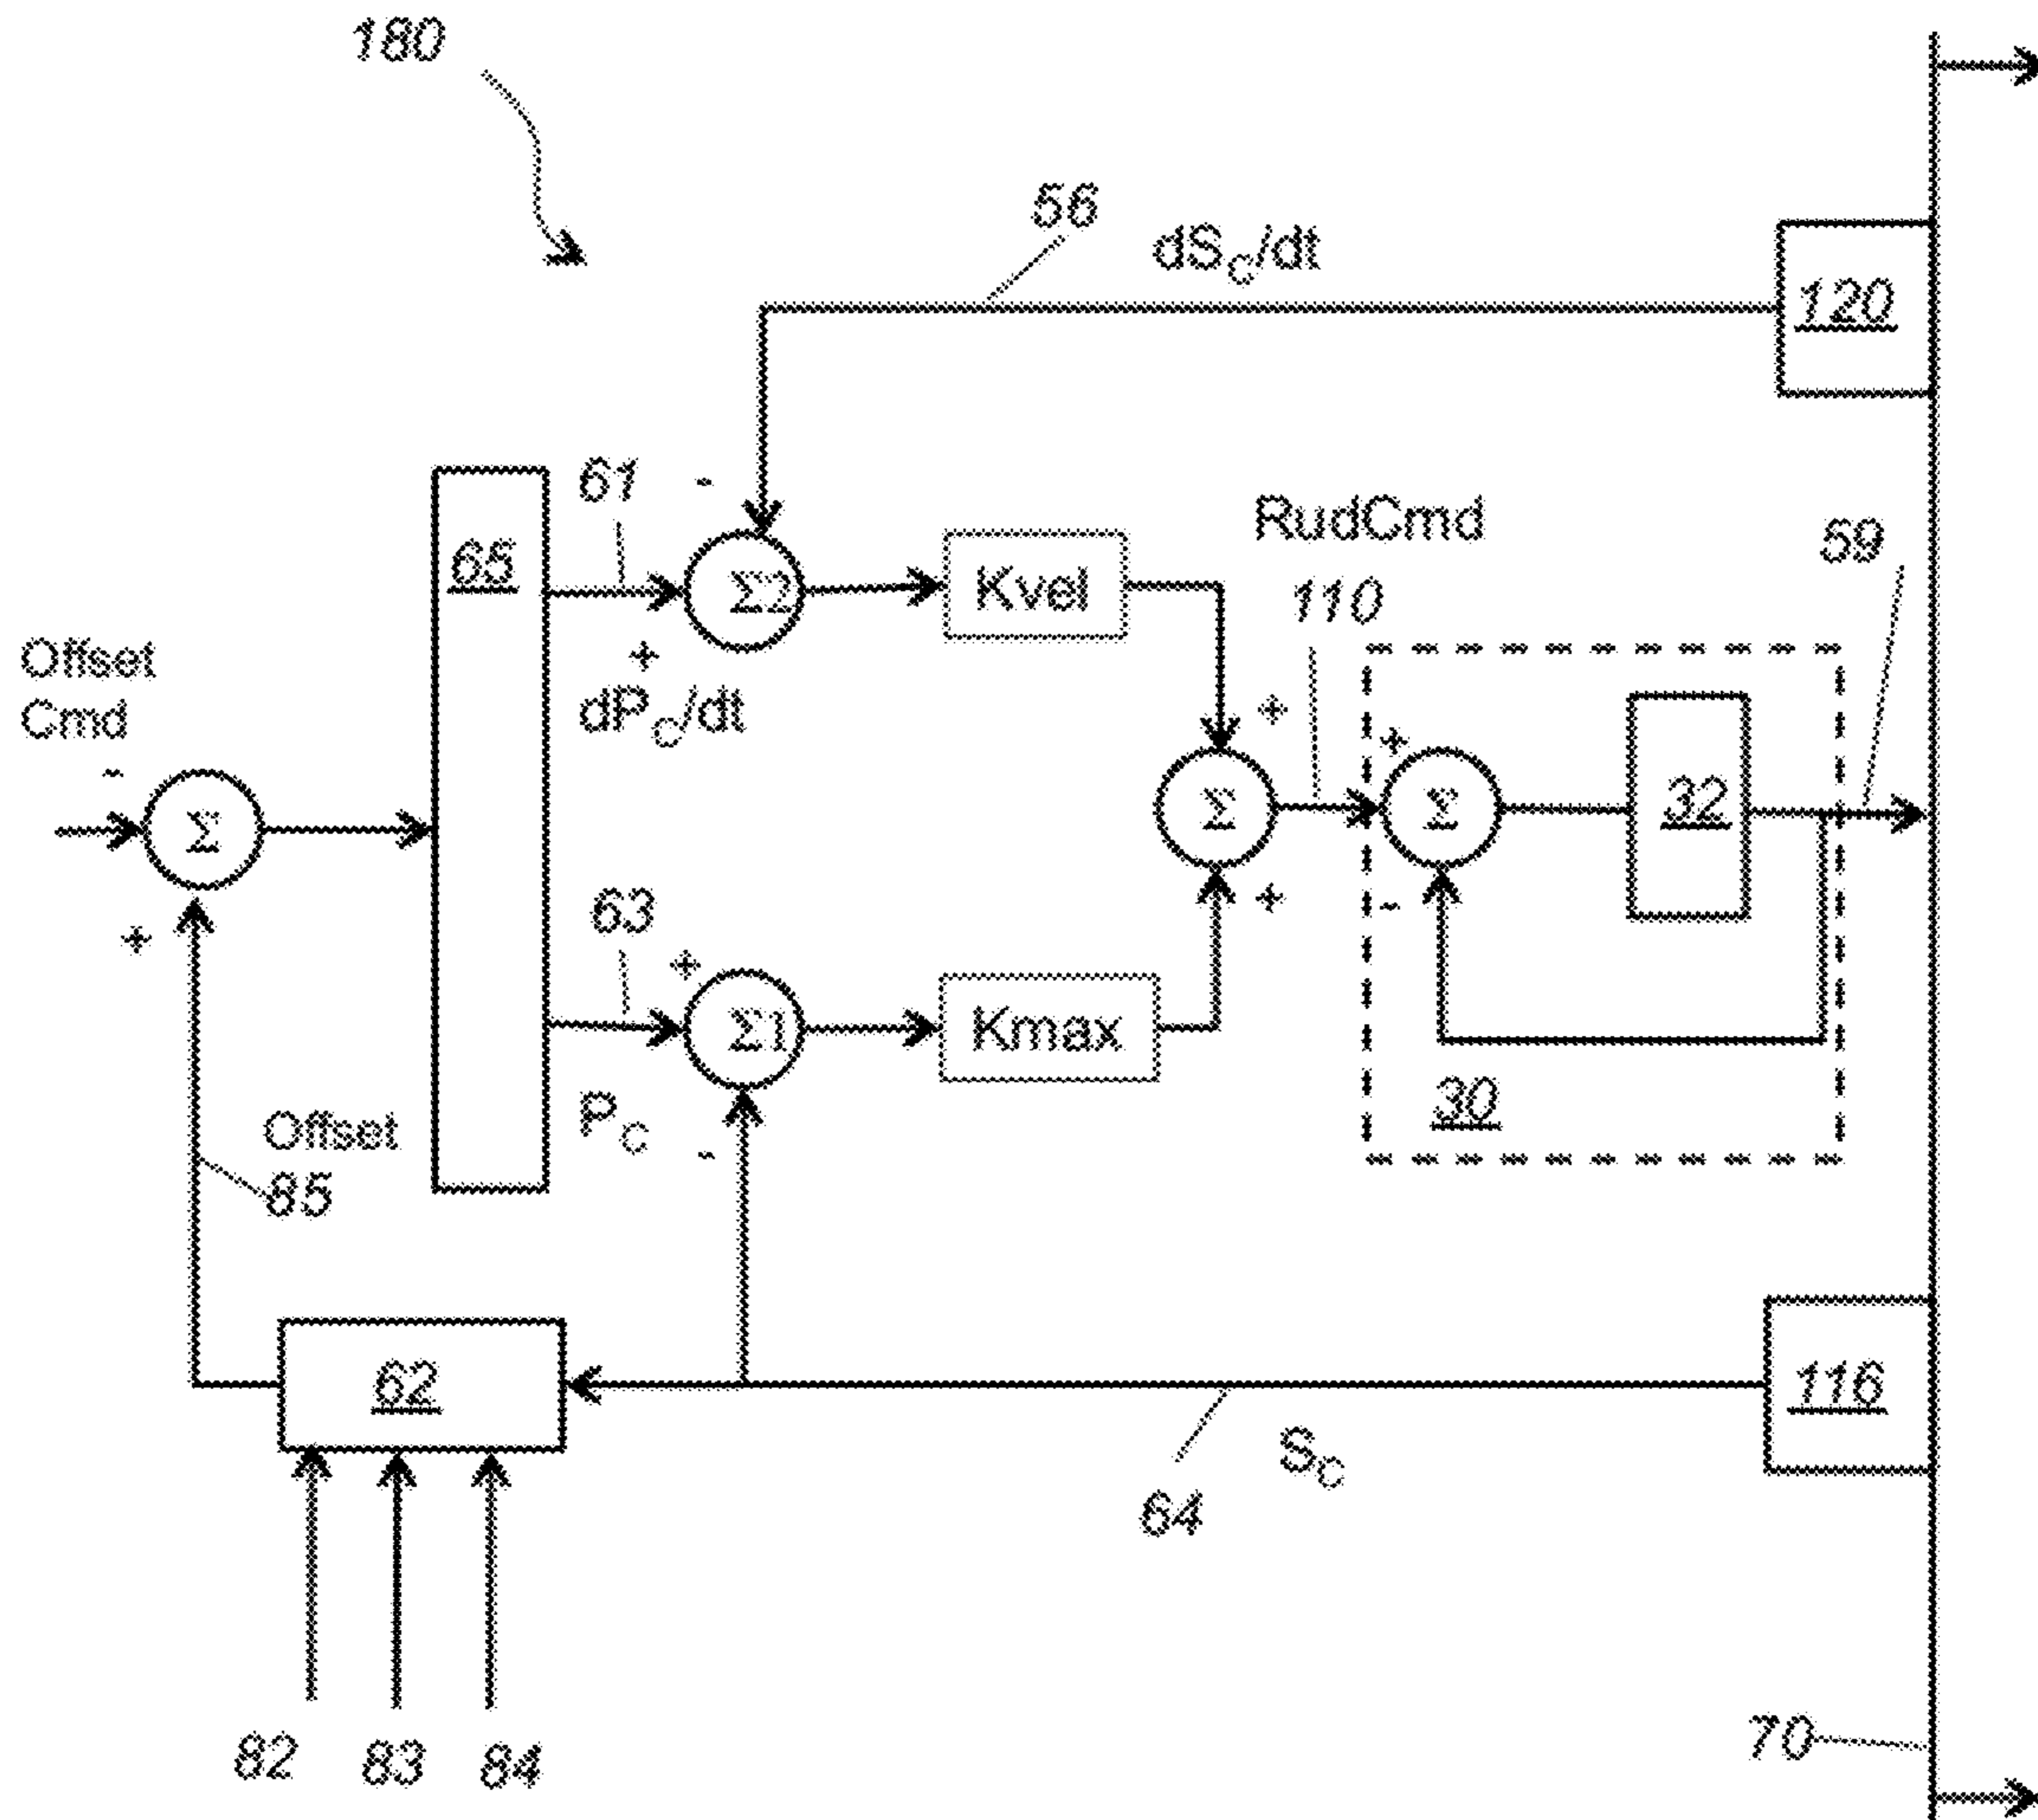 180
56
dS_C/dt
120
61
-
RudCmd
59
65
Σ2
Kvel
110
+
Offset
Cmd
dP_C/dt
+
+
-
Σ
Σ
Σ
32
63
+
+
-
+
Σ1
Kmax
Offset
85
P_C
-
30
62
116
S_C
64
82
83
84
70